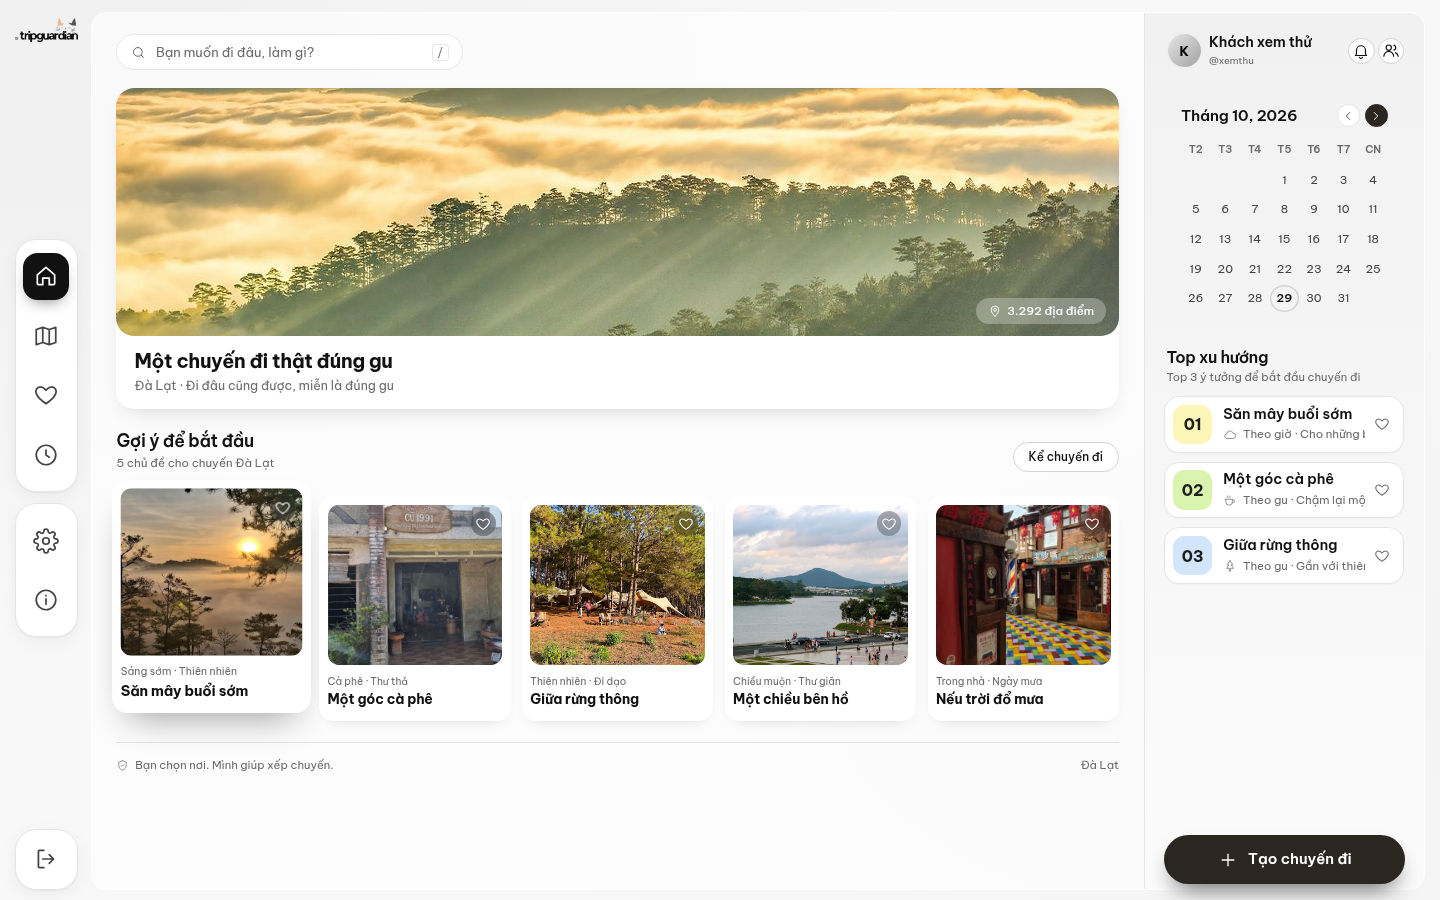 tripguardian
Bạn muốn đi đâu, làm gì?
/
3.292 địa điểm
Một chuyến đi thật đúng gu
Đà Lạt · Đi đâu cũng được, miễn là đúng gu
Gợi ý để bắt đầu
5 chủ đề cho chuyến Đà Lạt
Kể chuyến đi
CŨ 1991
Sáng sớm · Thiên nhiên
Săn mây buổi sớm
Cà phê · Thư thả
Một góc cà phê
Thiên nhiên · Đi dạo
Giữa rừng thông
Chiều muộn · Thư giãn
Một chiều bên hồ
Trong nhà · Ngày mưa
Nếu trời đổ mưa
Bạn chọn nơi. Mình giúp xếp chuyến.
Đà Lạt
K
Khách xem thử
@xemthu
Tháng 10, 2026
T2 T3 T4 T5 T6 T7 CN
1 2 3 4
5 6 7 8 9 10 11
12 13 14 15 16 17 18
19 20 21 22 23 24 25
26 27 28 29 30 31
Top xu hướng
Top 3 ý tưởng để bắt đầu chuyến đi
01
Săn mây buổi sớm
Theo giờ · Cho những
02
Một góc cà phê
Theo gu · Chậm lại
03
Giữa rừng thông
Theo gu · Gần với
Tạo chuyến đi